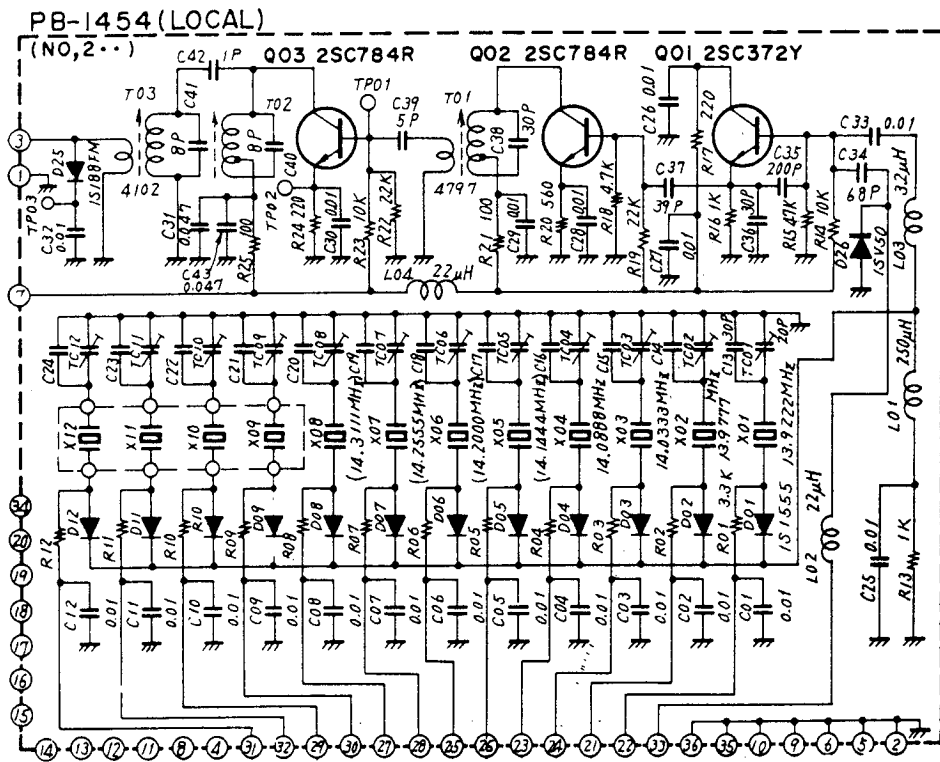 PB-1454 (LOCAL)
(NO,2··)
Q03 2SC784R
Q02 2SC784R
Q01 2SC372Y
C42 1P
TP01
C39 5P
T01
C38 30P
C26 0.01
220 R17
C33 0.01
C34 68P
C35 200P
T03
C41 8P
T02
8P C40
3
1
7
D25 1S188FM
TP03
C32 0.01
4102
C31 0.047
C43 0.047
R25 100
TP02
R24 220
C30 0.01
R23 10K
R22 22K
4797
R21 100
C29 0.01
R20 560
C28 0.01
R18 4.7K
R19 22K
C37 39P
C27 0.01
R16 1K
C36 30P
R15 47K
R14 10K
D26 1SV50
32μH L03
L04 22μH
C24 TC12 C23 TC11 C22 TC10 C21 TC09 C20 TC08 C19 TC07 C18 TC06 C17 TC05 C16 TC04 C15 TC03 C14 TC02 C13 30P TC01 20P
250μH L01
X12 X11 X10 X09 X08 X07 X06 X05 X04 X03 X02 X01
(14.3111MHz)
(14.2555MHz)
(14.2000MHz)
(14.1444MHz)
14.0888MHz
14.0333MHz
13.9777MHz
13.9222MHz
R12 D12 R11 D11 R10 R10 R09 D09 R08 D08 R07 D07 R06 D06 R05 D05 R04 D04 R03 D03 R02 D02 R01 3.3K D01 1S1555
22μH L02
C25 0.01
R13 1K
C12 0.01 C11 0.01 C10 0.01 C09 0.01 C08 0.01 C07 0.01 C06 0.01 C05 0.01 C04 0.01 C03 0.01 C02 0.01 C01 0.01
34
20
19
18
17
16
15
14 13 12 11 8 4 31 32 29 30 27 28 25 26 23 24 21 22 33 36 35 10 9 6 5 2